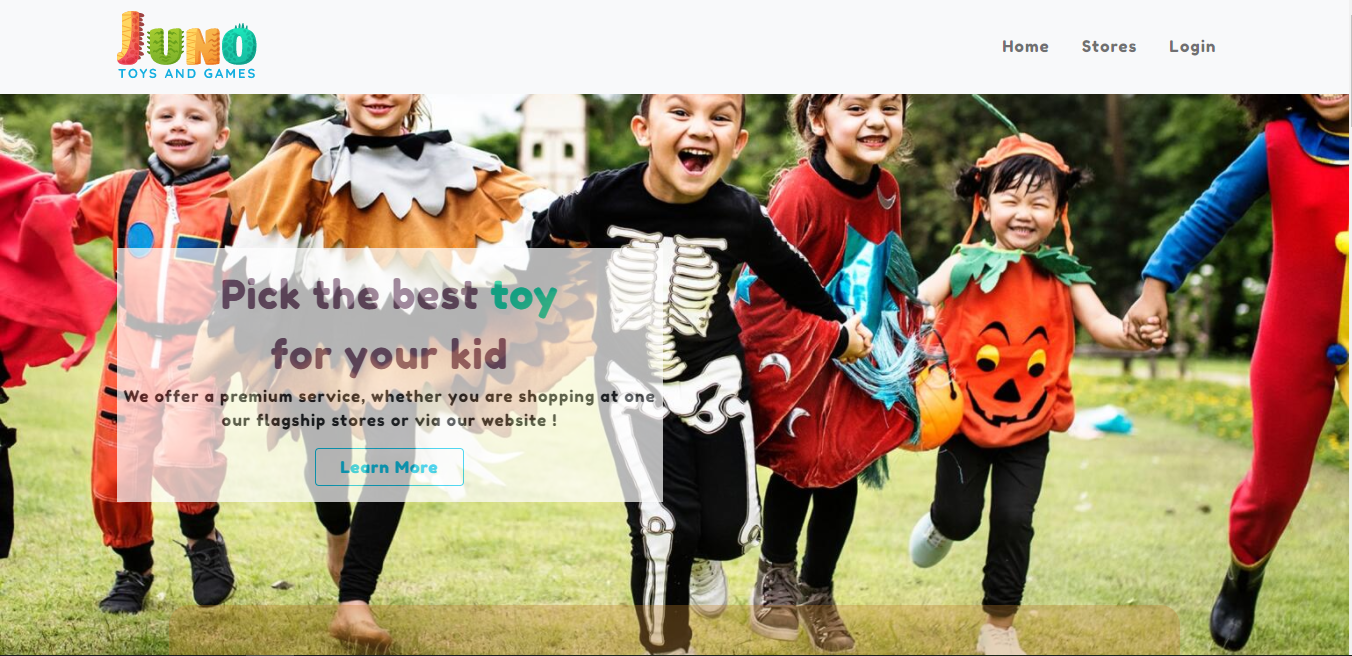 JUNO
TOYS AND GAMES
Home Stores Login
Pick the best toy
for your kid
We offer a premium service, whether you are shopping at one
our flagship stores or via our website !
Learn More